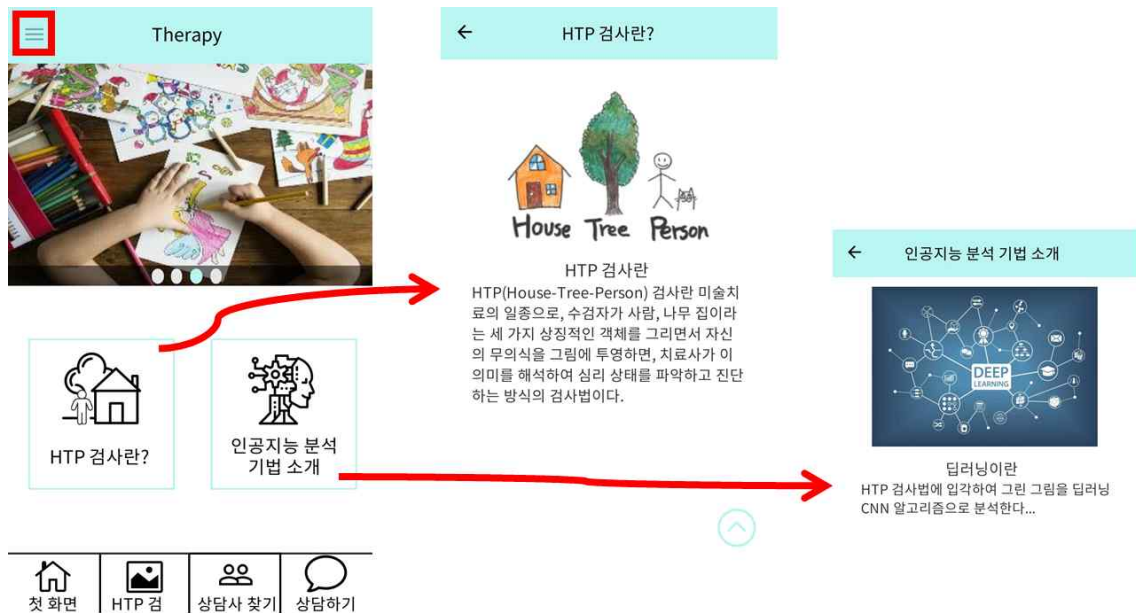 Therapy
HTP 검사란?
인공지능 분석
기법 소개
첫 화면
HTP 검
상담사 찾기
상담하기
HTP 검사란?
House Tree Person
HTP 검사란
HTP(House-Tree-Person) 검사란 미술치
료의 일종으로, 수검자가 사람, 나무 집이라
는 세 가지 상징적인 객체를 그리면서 자신
의 무의식을 그림에 투영하면, 치료사가 이
의미를 해석하여 심리 상태를 파악하고 진단
하는 방식의 검사법이다.
인공지능 분석 기법 소개
DEEP
LEARNING
딥러닝이란
HTP 검사법에 입각하여 그린 그림을 딥러닝
CNN 알고리즘으로 분석한다...